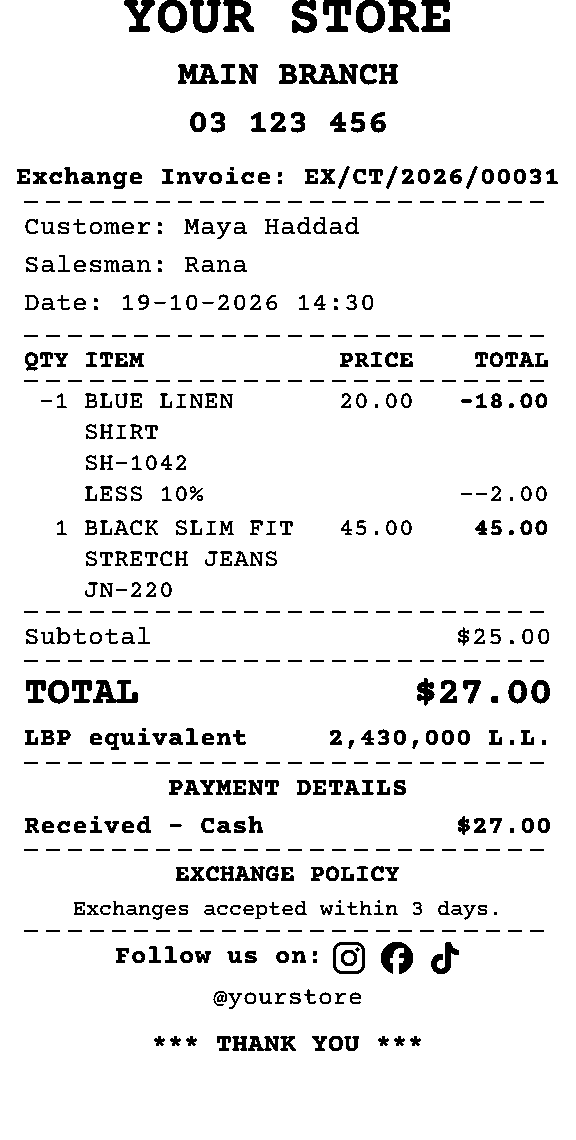 YOUR STORE
MAIN BRANCH
03 123 456
Exchange Invoice: EX/CT/2026/00031
Customer: Maya Haddad
Salesman: Rana
Date: 19-10-2026 14:30
QTY ITEM PRICE TOTAL
-1 BLUE LINEN 20.00 -18.00
SHIRT
SH-1042
LESS 10% --2.00
1 BLACK SLIM FIT 45.00 45.00
STRETCH JEANS
JN-220
Subtotal $25.00
TOTAL $27.00
LBP equivalent 2,430,000 L.L.
PAYMENT DETAILS
Received - Cash $27.00
EXCHANGE POLICY
Exchanges accepted within 3 days.
Follow us on:
@yourstore
*** THANK YOU ***